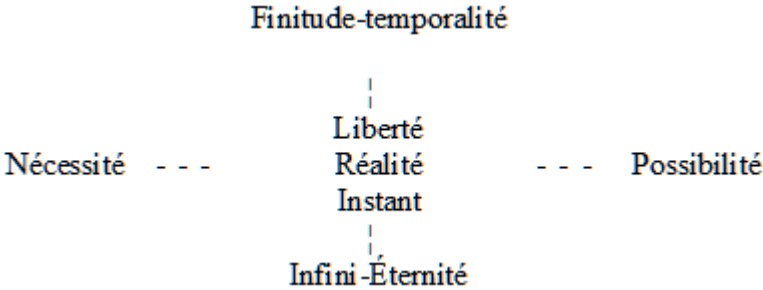 Finitude-temporalité
Liberté
Nécessité - - - Réalité - - - Possibilité
Instant
Infini-Éternité